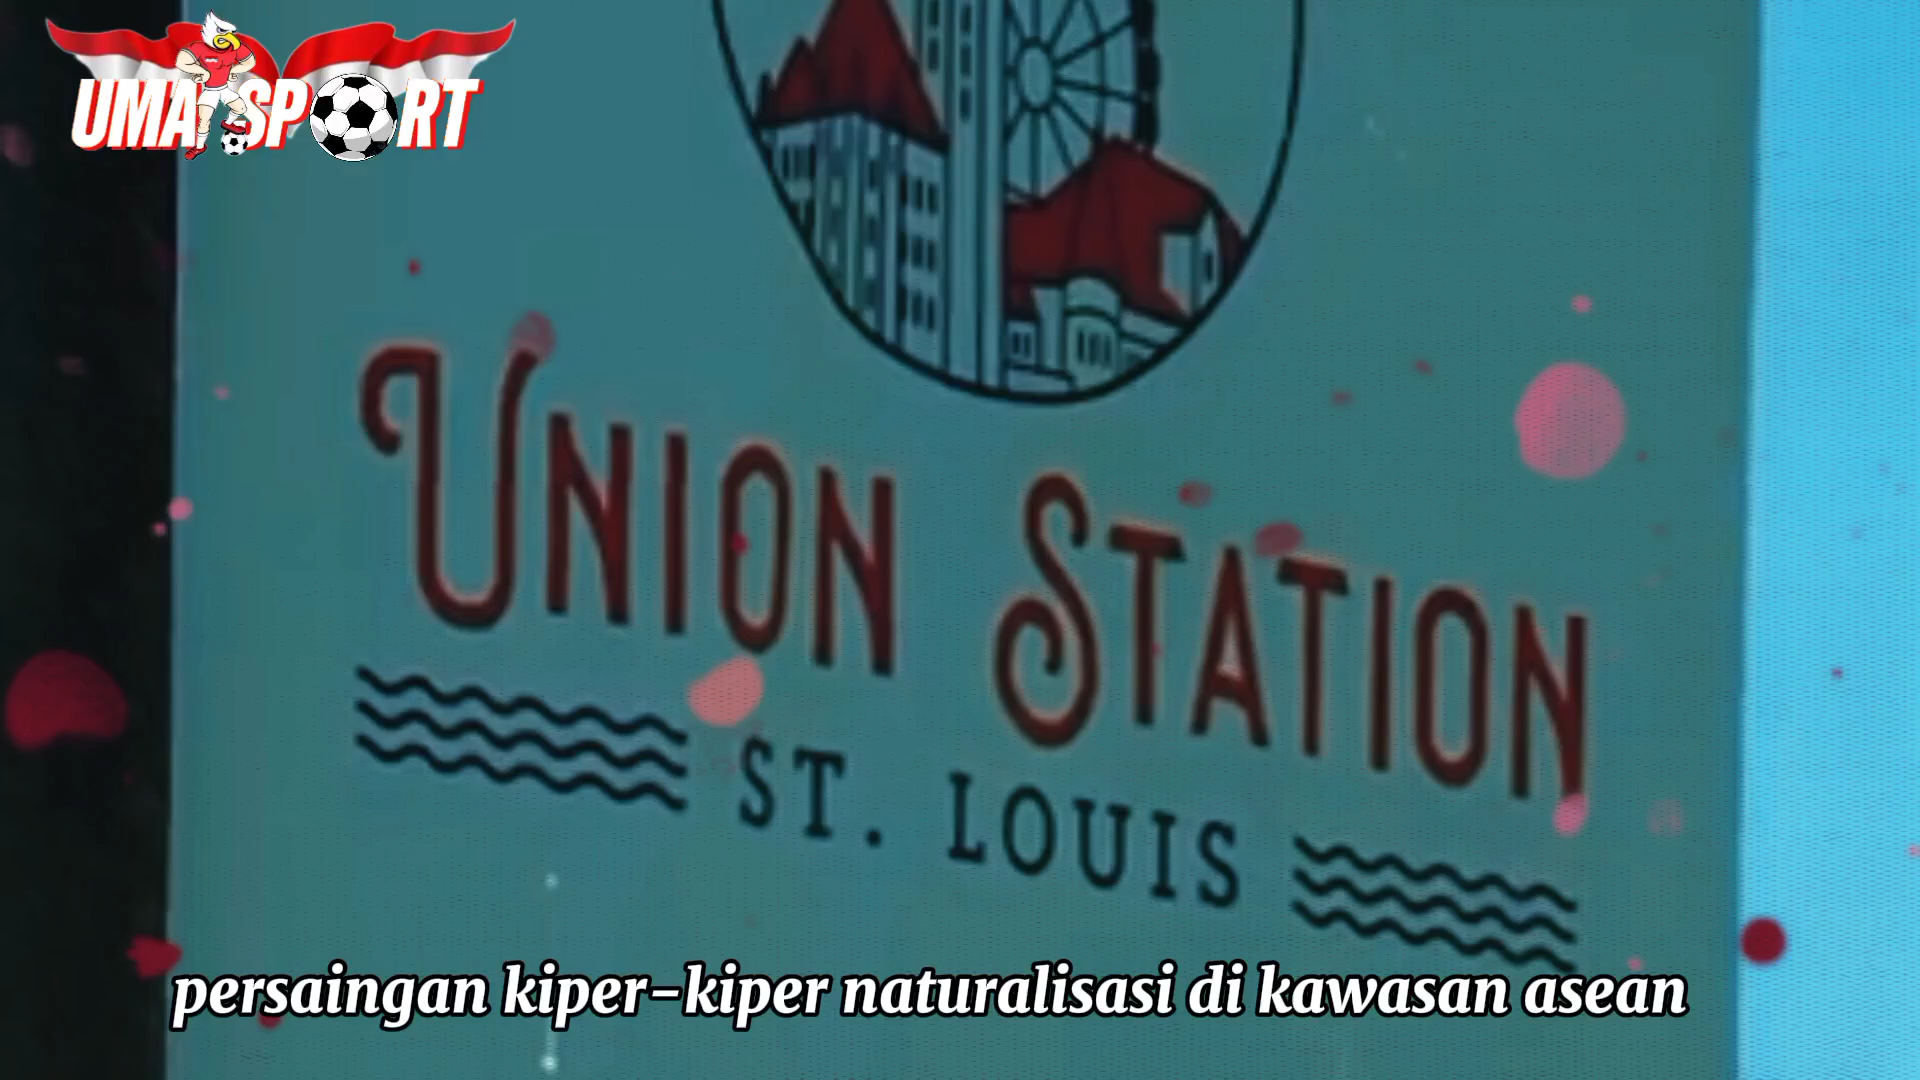 UMA SPORT
UNION STATION
ST. LOUIS
persaingan kiper-kiper naturalisasi di kawasan asean